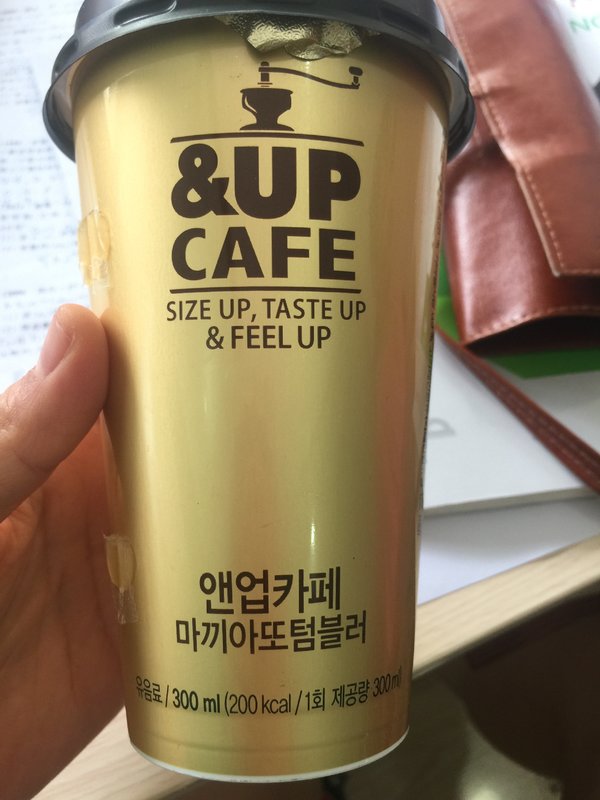 &UP
CAFE
SIZE UP, TASTE UP
& FEEL UP
앤업카페
마끼아또텀블러
유음료 / 300 ml (200 kcal / 1회 제공량 300 ml)